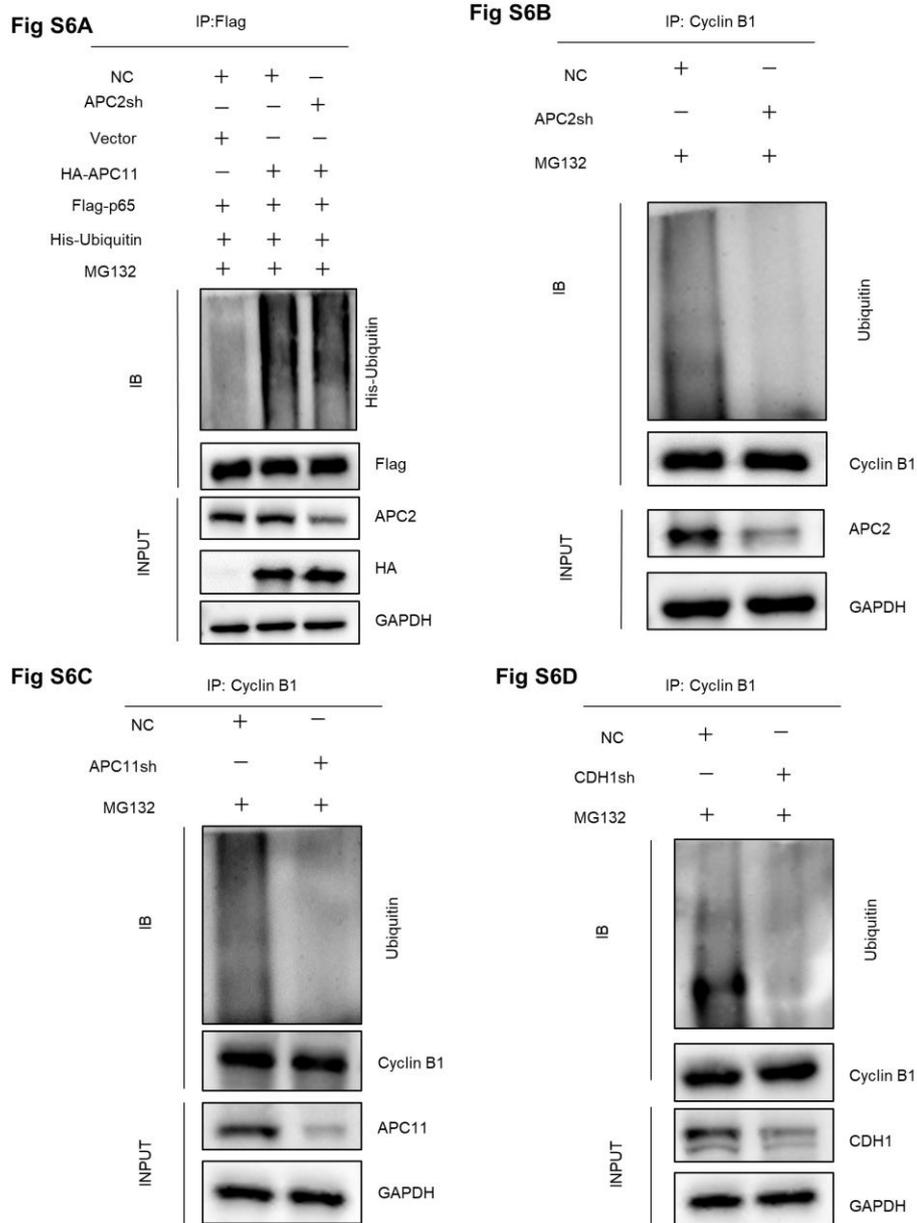 Fig S6A
IP:Flag
NC + + −
APC2sh − − +
Vector + − −
HA-APC11 − + +
Flag-p65 + + +
His-Ubiquitin + + +
MG132 + + +
IB
His-Ubiquitin
Flag
INPUT
APC2
HA
GAPDH
Fig S6B
IP: Cyclin B1
NC + −
APC2sh − +
MG132 + +
IB
Ubiquitin
Cyclin B1
INPUT
APC2
GAPDH
Fig S6C
IP: Cyclin B1
NC + −
APC11sh − +
MG132 + +
IB
Ubiquitin
Cyclin B1
INPUT
APC11
GAPDH
Fig S6D
IP: Cyclin B1
NC + −
CDH1sh − +
MG132 + +
IB
Ubiquitin
Cyclin B1
INPUT
CDH1
GAPDH